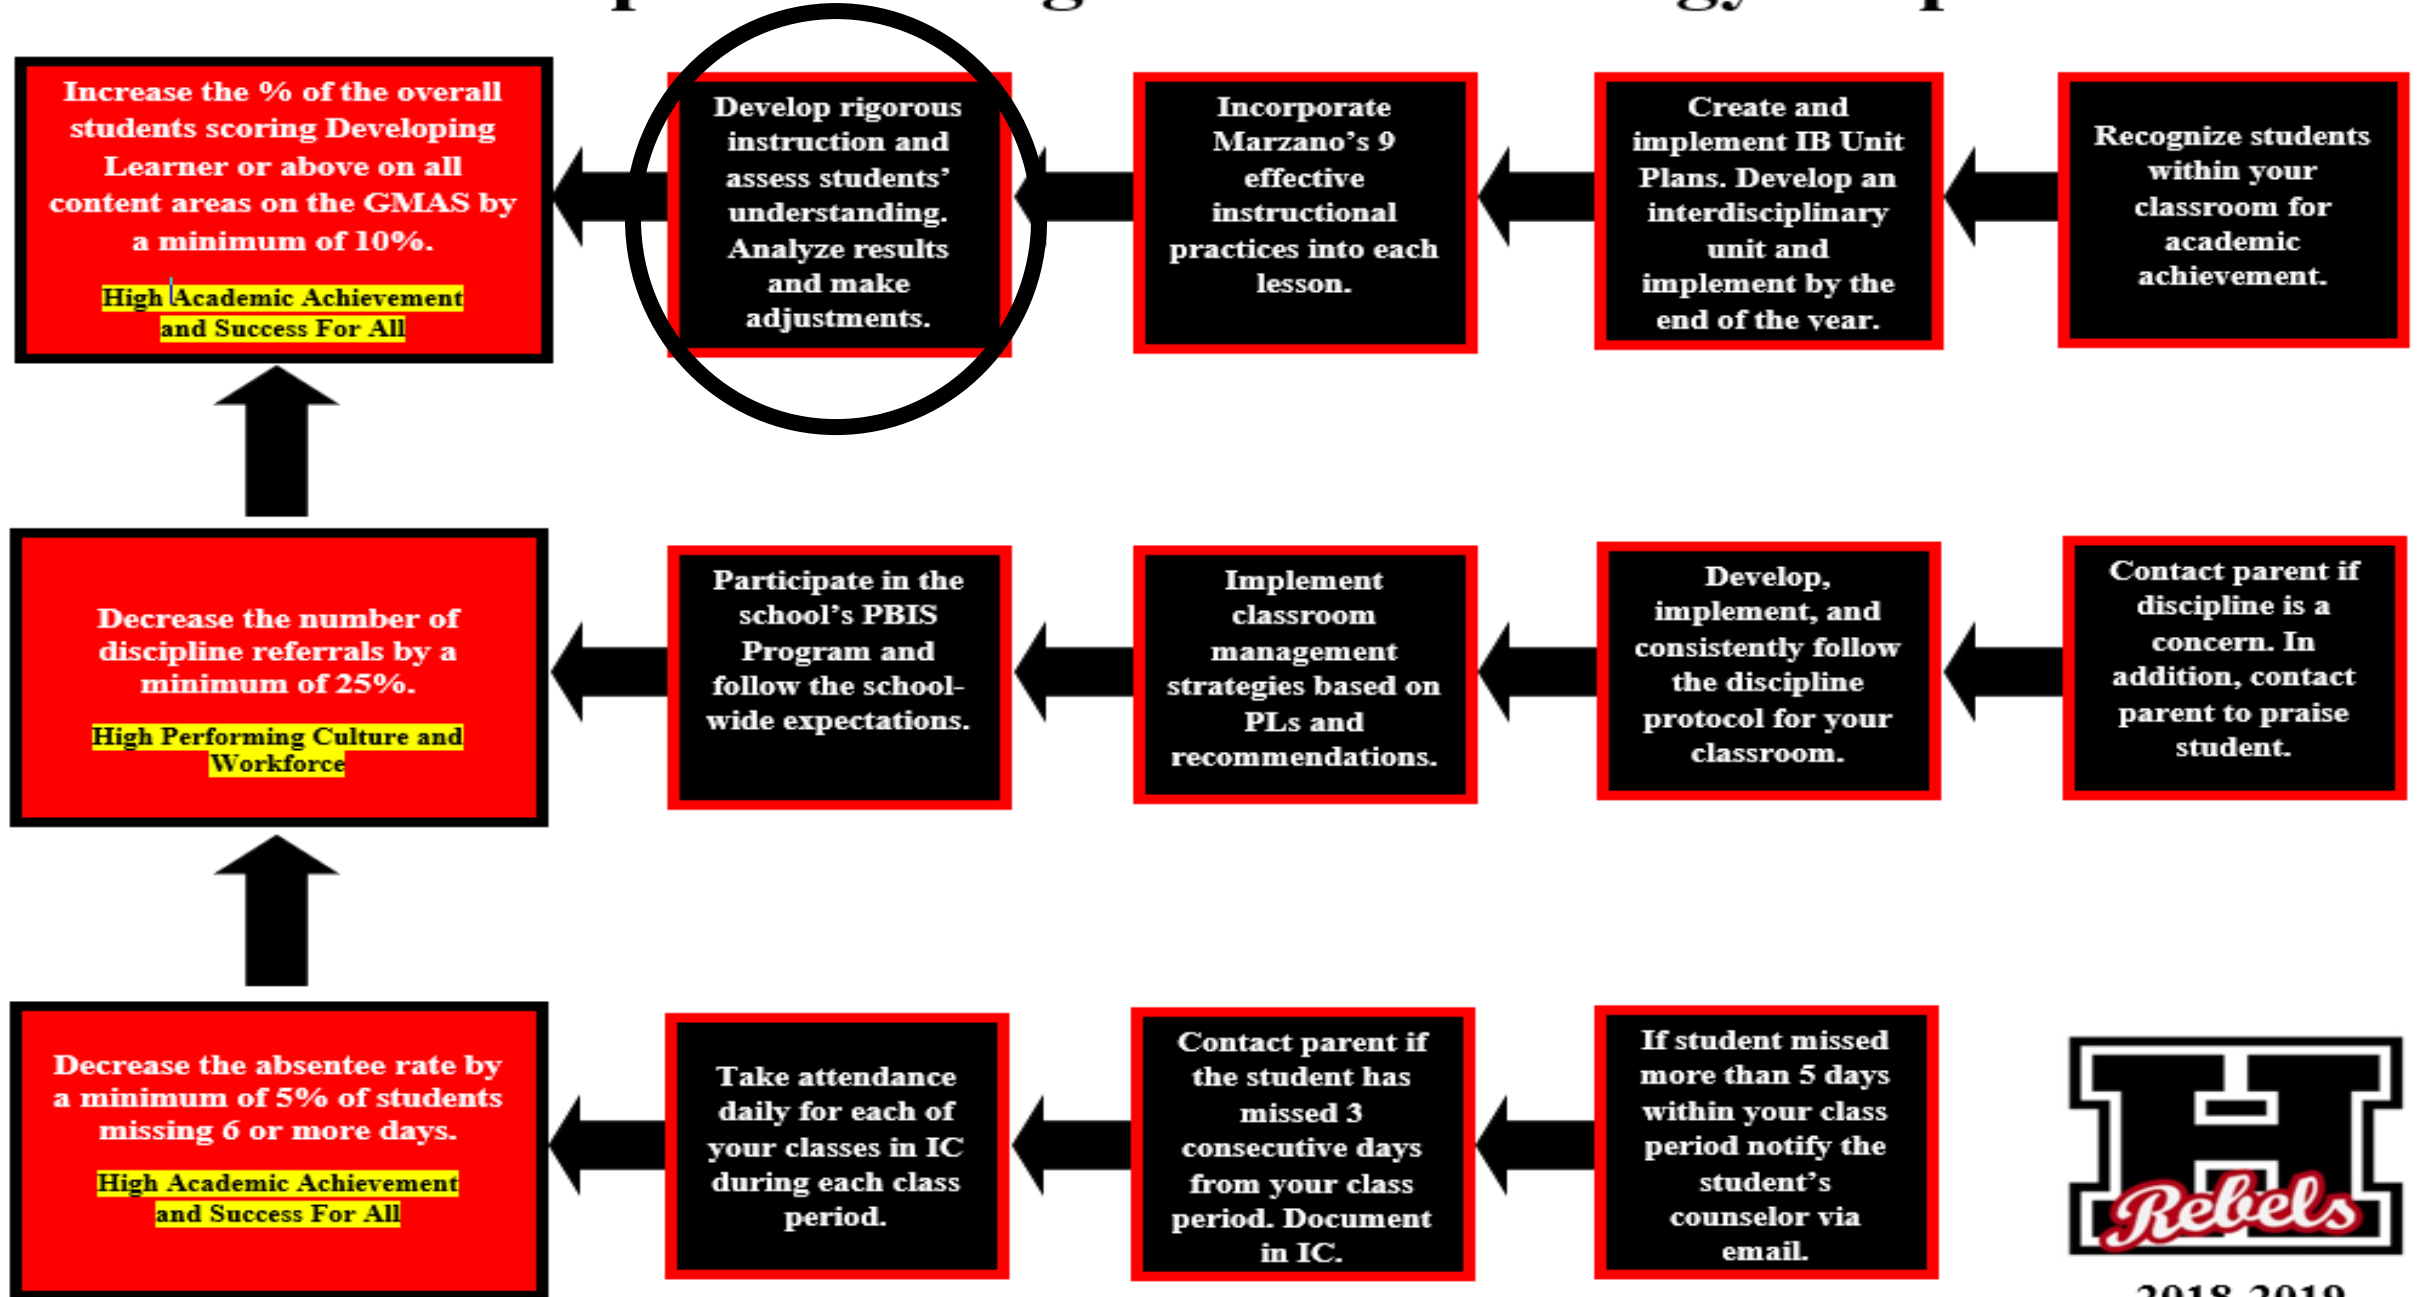 Increase the % of the overall
students scoring Developing
Learner or above on all
content areas on the GMAS by
a minimum of 10%.
High Academic Achievement
and Success For All
Develop rigorous
instruction and
assess students’
understanding.
Analyze results
and make
adjustments.
Incorporate
Marzano’s 9
effective
instructional
practices into each
lesson.
Create and
implement IB Unit
Plans. Develop an
interdisciplinary
unit and
implement by the
end of the year.
Recognize students
within your
classroom for
academic
achievement.
Decrease the number of
discipline referrals by a
minimum of 25%.
High Performing Culture and
Workforce
Participate in the
school’s PBIS
Program and
follow the school-
wide expectations.
Implement
classroom
management
strategies based on
PLs and
recommendations.
Develop,
implement, and
consistently follow
the discipline
protocol for your
classroom.
Contact parent if
discipline is a
concern. In
addition, contact
parent to praise
student.
Decrease the absentee rate by
a minimum of 5% of students
missing 6 or more days.
High Academic Achievement
and Success For All
Take attendance
daily for each of
your classes in IC
during each class
period.
Contact parent if
the student has
missed 3
consecutive days
from your class
period. Document
in IC.
If student missed
more than 5 days
within your class
period notify the
student’s
counselor via
email.
H
Rebels
2018-2019